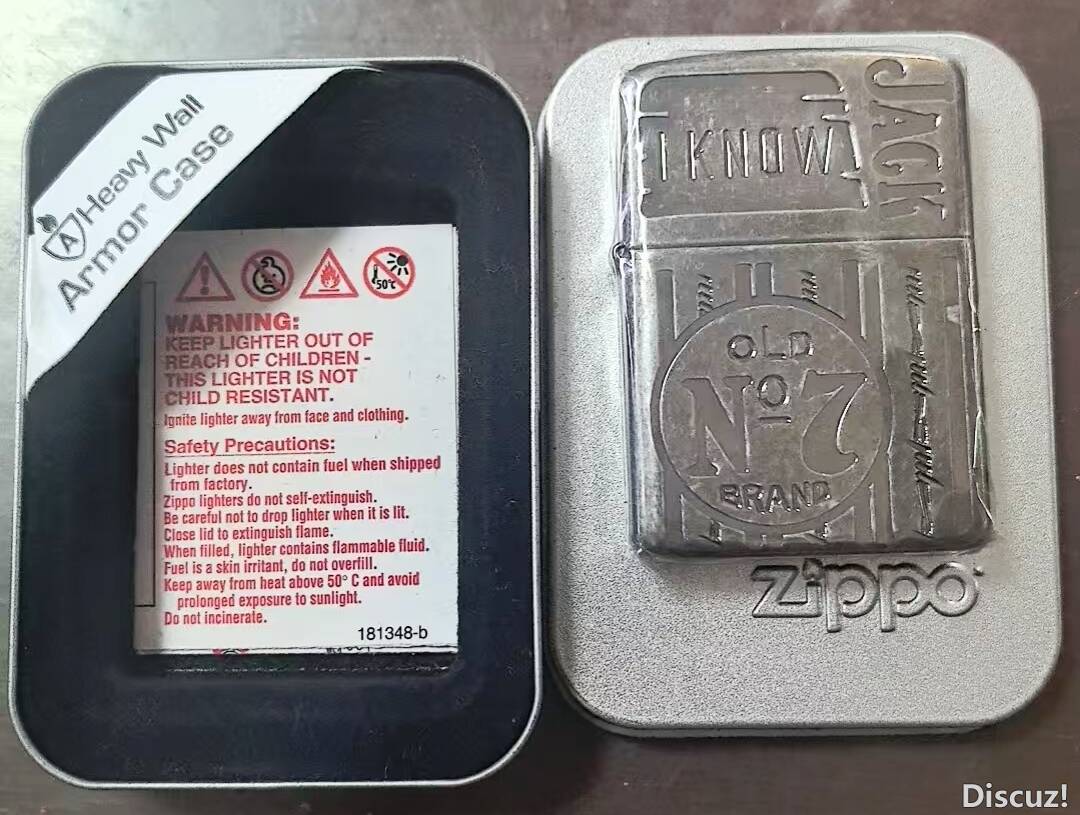 Heavy Wall
Armor Case
A
50°C
WARNING:
KEEP LIGHTER OUT OF
REACH OF CHILDREN -
THIS LIGHTER IS NOT
CHILD RESISTANT.
Ignite lighter away from face and clothing.
Safety Precautions:
Lighter does not contain fuel when shipped
from factory.
Zippo lighters do not self-extinguish.
Be careful not to drop lighter when it is lit.
Close lid to extinguish flame.
When filled, lighter contains flammable fluid.
Fuel is a skin irritant, do not overfill.
Keep away from heat above 50° C and avoid
prolonged exposure to sunlight.
Do not incinerate.
181348-b
I KNOW
JACK
OLD
Nº 7
BRAND
zippo
Discuz!